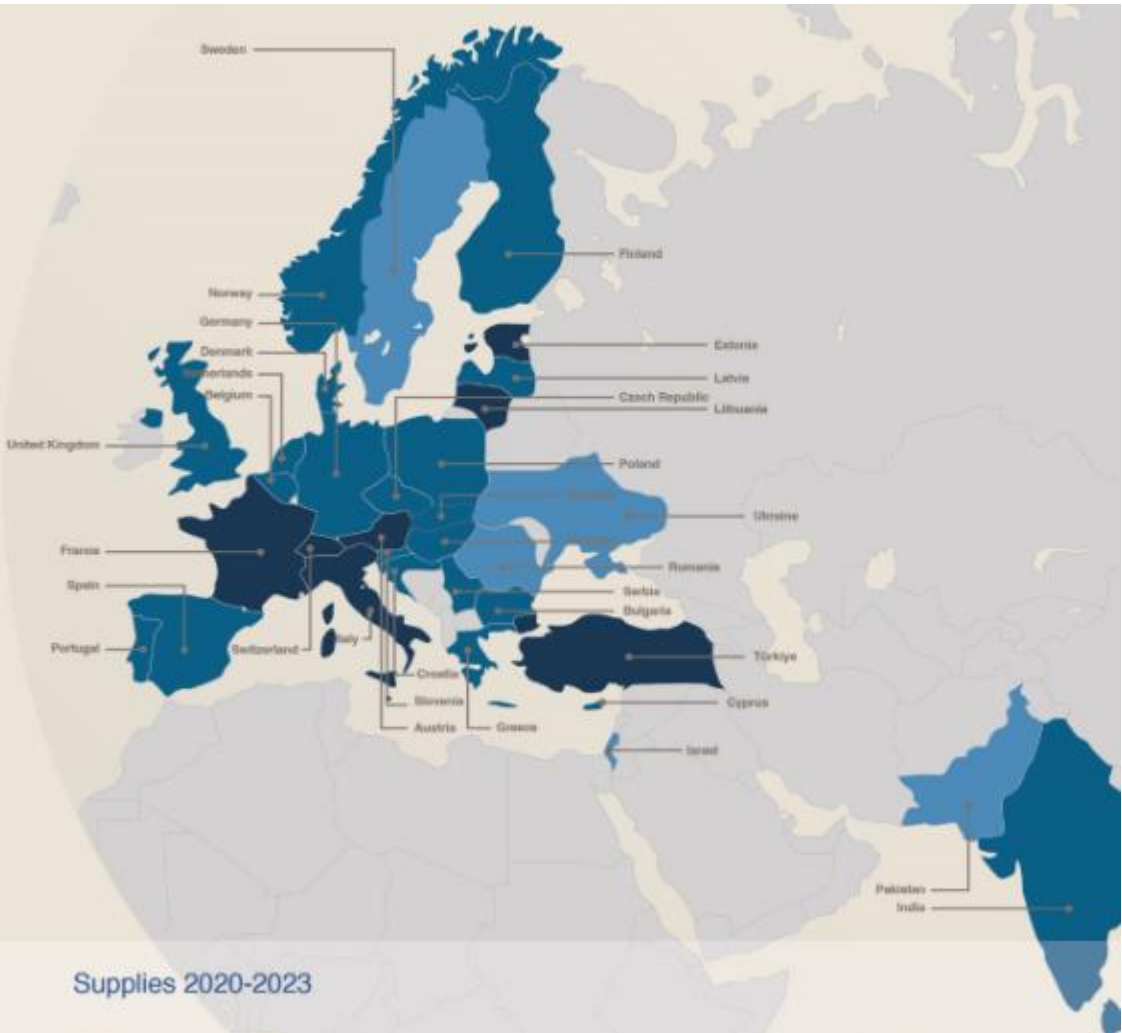 Sweden
Finland
Norway
Germany
Denmark
Netherlands
Belgium
Estonia
Latvia
Czech Republic
Lithuania
United Kingdom
Poland
Ukraine
France
Romania
Spain
Serbia
Bulgaria
Portugal
Switzerland
Italy
Türkiye
Croatia
Slovenia
Cyprus
Austria
Greece
Israel
Pakistan
India
Supplies 2020-2023